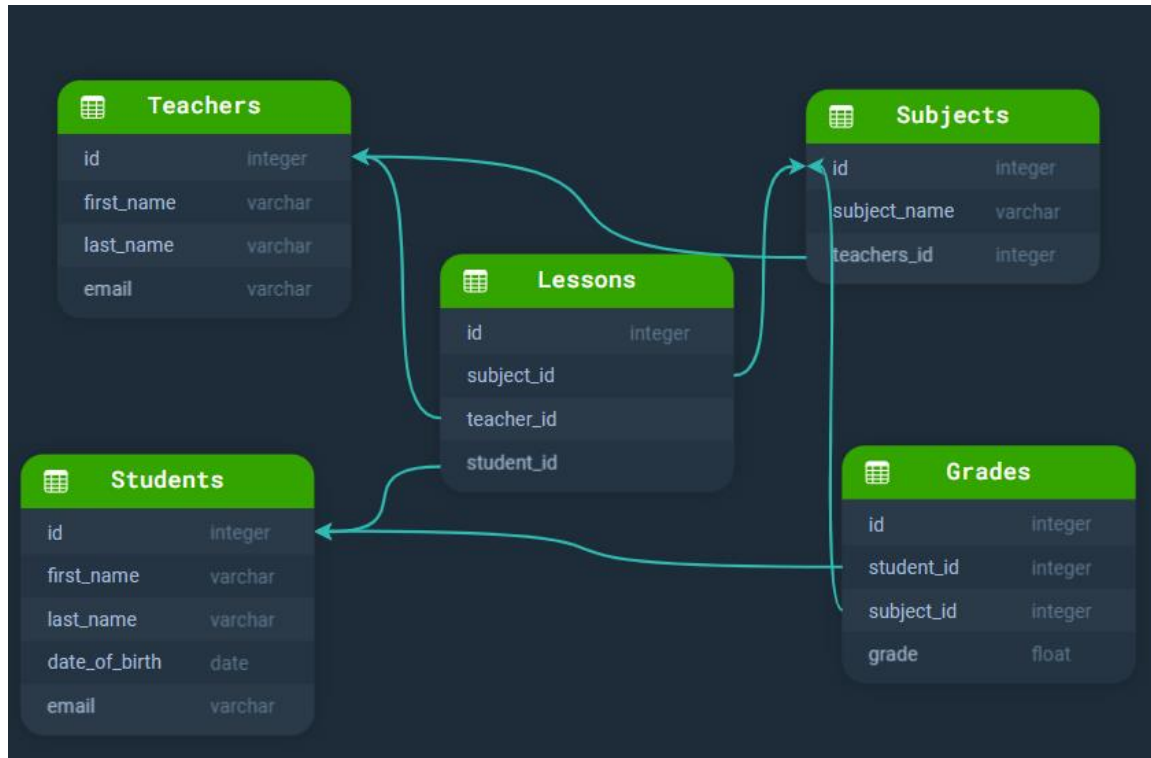 Teachers
id integer
first_name varchar
last_name varchar
email varchar
Subjects
id integer
subject_name varchar
teachers_id integer
Lessons
id integer
subject_id
teacher_id
student_id
Students
id integer
first_name varchar
last_name varchar
date_of_birth date
email varchar
Grades
id integer
student_id integer
subject_id integer
grade float